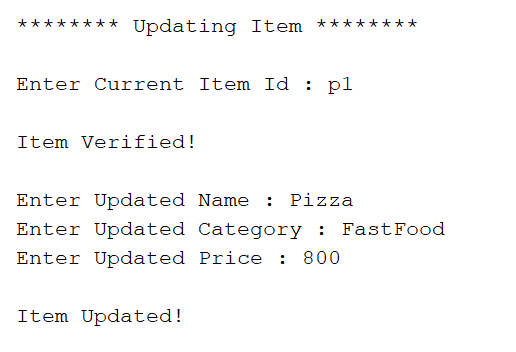 ******** Updating Item ********
Enter Current Item Id : p1
Item Verified!
Enter Updated Name : Pizza
Enter Updated Category : FastFood
Enter Updated Price : 800
Item Updated!